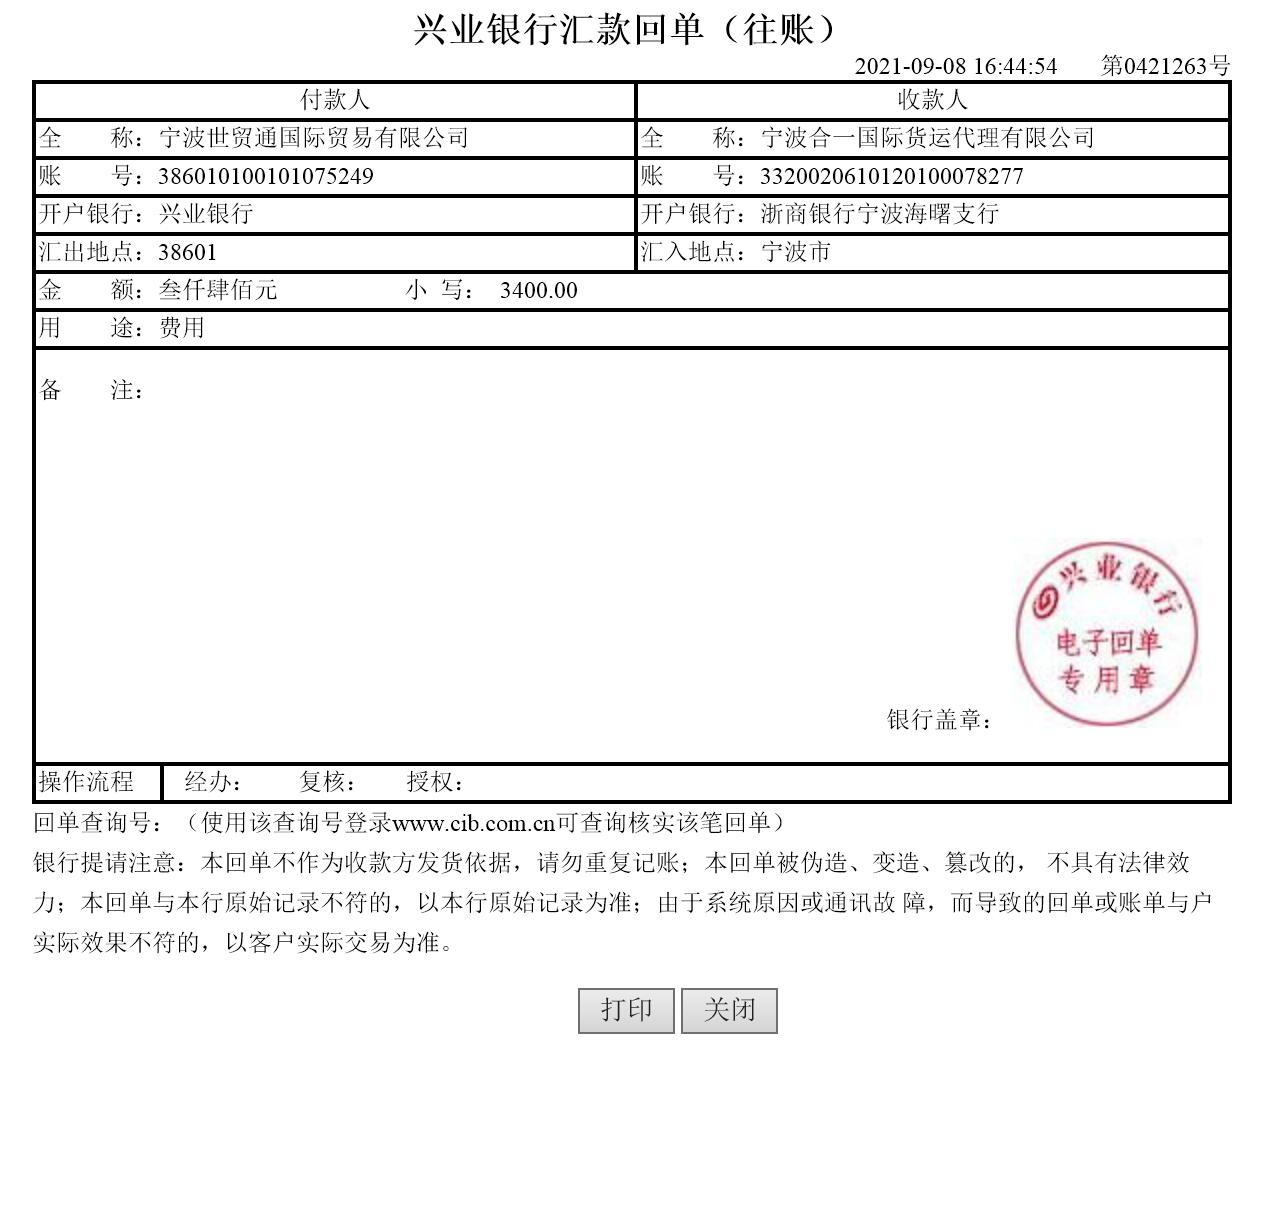 兴业银行汇款回单（往账）
2021-09-08 16:44:54 第0421263号
付款人 收款人
全 称：宁波世贸通国际贸易有限公司 全 称：宁波合一国际货运代理有限公司
账 号：386010100101075249 账 号：3320020610120100078277
开户银行：兴业银行 开户银行：浙商银行宁波海曙支行
汇出地点：38601 汇入地点：宁波市
金 额：叁仟肆佰元 小 写： 3400.00
用 途：费用
备 注：
兴业银行
电子回单
专用章
银行盖章：
操作流程 经办： 复核： 授权：
回单查询号：（使用该查询号登录www.cib.com.cn可查询核实该笔回单）
银行提请注意：本回单不作为收款方发货依据，请勿重复记账；本回单被伪造、变造、篡改的， 不具有法律效
力；本回单与本行原始记录不符的，以本行原始记录为准；由于系统原因或通讯故 障，而导致的回单或账单与户
实际效果不符的，以客户实际交易为准。
打印 关闭